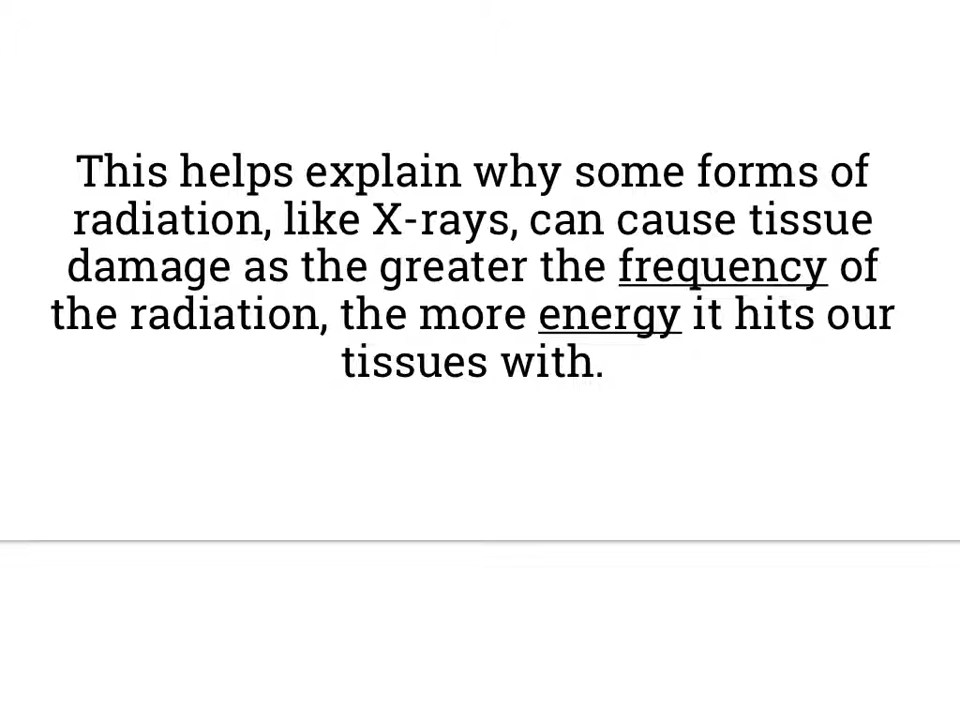 This helps explain why some forms of
radiation, like X-rays, can cause tissue
damage as the greater the frequency of
the radiation, the more energy it hits our
tissues with.